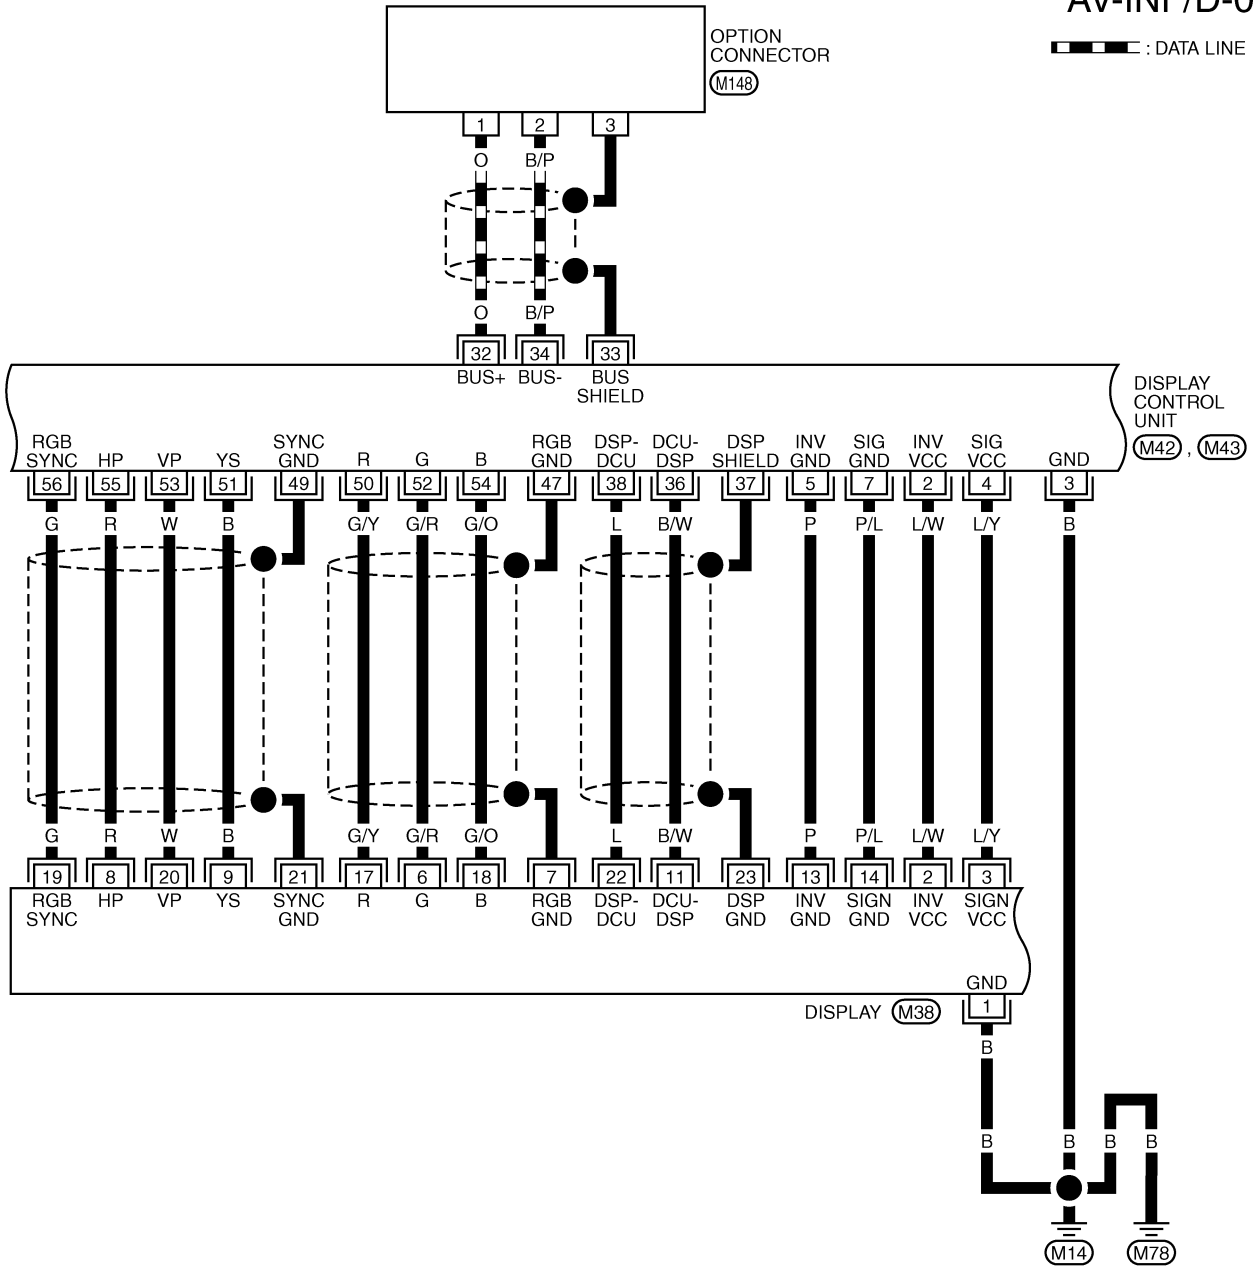 : DATA LINE
OPTION
CONNECTOR
M148
1 2 3
O B/P
O B/P
32 34 33
BUS+ BUS- BUS
SHIELD
DISPLAY
CONTROL
UNIT
M42 , M43
RGB SYNC RGB DSP- DCU- DSP INV SIG INV SIG
SYNC HP VP YS GND R G B GND DCU DSP SHIELD GND GND VCC VCC GND
56 55 53 51 49 50 52 54 47 38 36 37 5 7 2 4 3
G R W B G/Y G/R G/O L B/W P P/L L/W L/Y B
G R W B G/Y G/R G/O L B/W P P/L L/W L/Y
19 8 20 9 21 17 6 18 7 22 11 23 13 14 2 3
RGB HP VP YS SYNC R G B RGB DSP- DCU- DSP INV SIGN INV SIGN
SYNC GND GND DCU DSP GND GND GND VCC VCC
GND
DISPLAY M38 1
B
B B B B
M14 M78